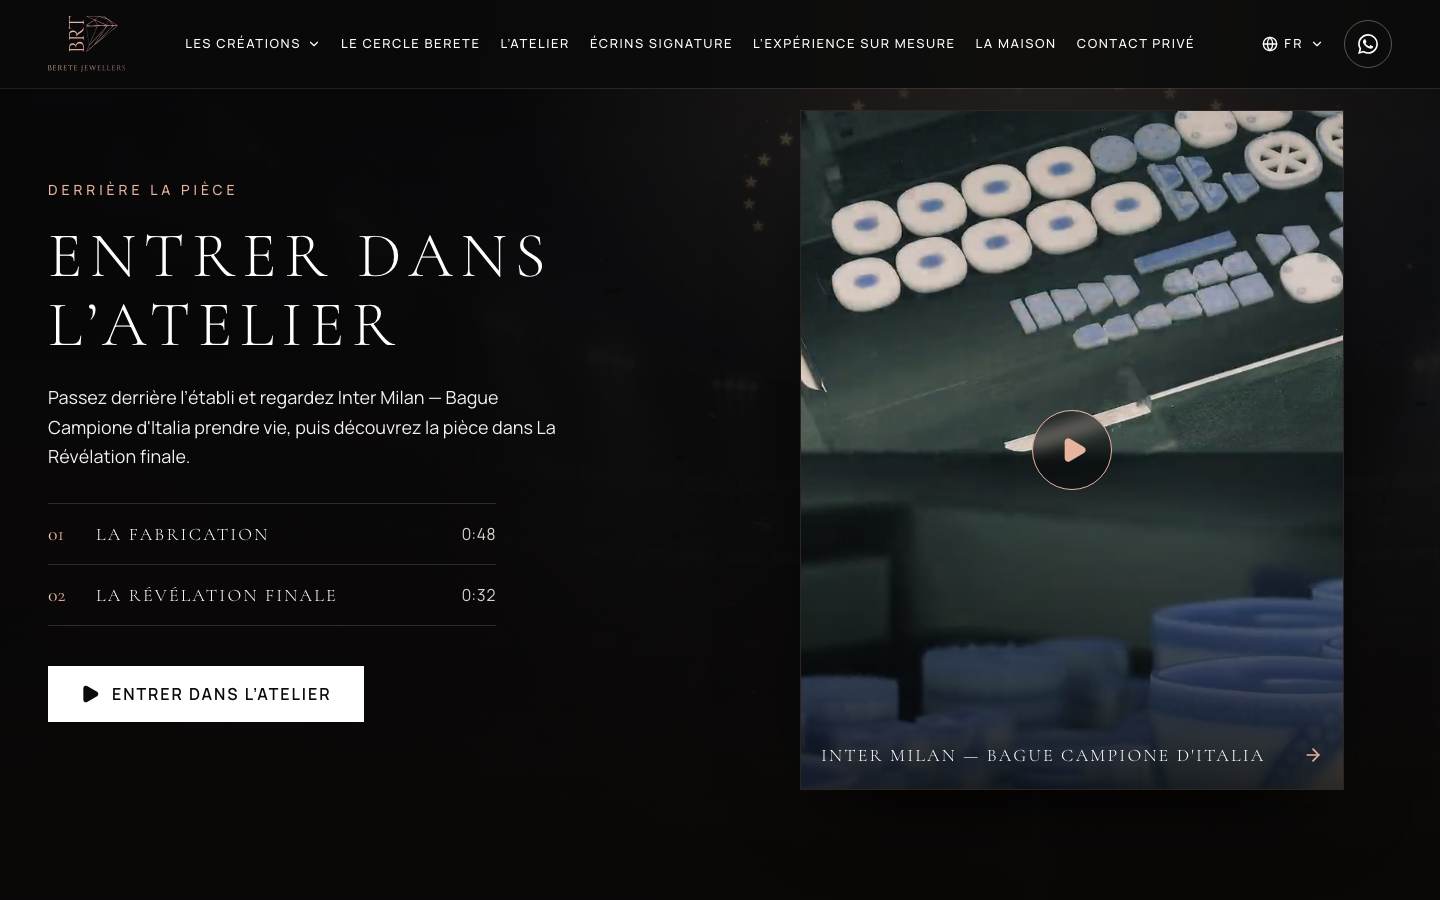 BRT
BERETE JEWELLERS
LES CRÉATIONS
LE CERCLE BERETE
L’ATELIER
ÉCRINS SIGNATURE
L’EXPÉRIENCE SUR MESURE
LA MAISON
CONTACT PRIVÉ
FR
DERRIÈRE LA PIÈCE
ENTRER DANS
L’ATELIER
Passez derrière l’établi et regardez Inter Milan — Bague
Campione d'Italia prendre vie, puis découvrez la pièce dans La
Révélation finale.
01 LA FABRICATION 0:48
02 LA RÉVÉLATION FINALE 0:32
ENTRER DANS L’ATELIER
INTER MILAN — BAGUE CAMPIONE D'ITALIA